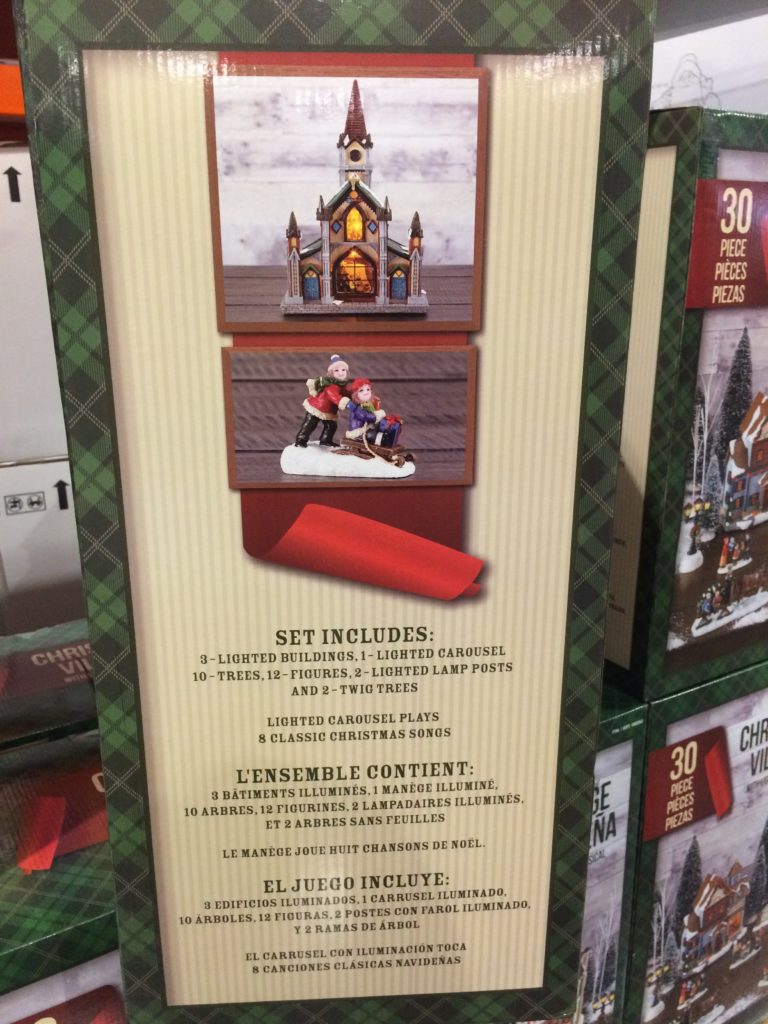 SET INCLUDES:
3-LIGHTED BUILDINGS, 1-LIGHTED CAROUSEL
10-TREES, 12-FIGURES, 2-LIGHTED LAMP POSTS
AND 2-TWIG TREES
LIGHTED CAROUSEL PLAYS
8 CLASSIC CHRISTMAS SONGS
L'ENSEMBLE CONTIENT:
3 BÂTIMENTS ILLUMINÉS, 1 MANÈGE ILLUMINÉ,
10 ARBRES, 12 FIGURINES, 2 LAMPADAIRES ILLUMINÉS,
ET 2 ARBRES SANS FEUILLES
LE MANÈGE JOUE HUIT CHANSONS DE NOËL.
EL JUEGO INCLUYE:
3 EDIFICIOS ILUMINADOS, 1 CARRUSEL ILUMINADO,
10 ÁRBOLES, 12 FIGURAS, 2 POSTES CON FAROL ILUMINADO,
Y 2 RAMAS DE ÁRBOL
EL CARRUSEL CON ILUMINACIÓN TOCA
8 CANCIONES CLÁSICAS NAVIDEÑAS
30
PIECE
PIÈCES
PIEZAS
30
PIECE
PIÈCES
PIEZAS
CHR
VIL
CHRIS
VIL